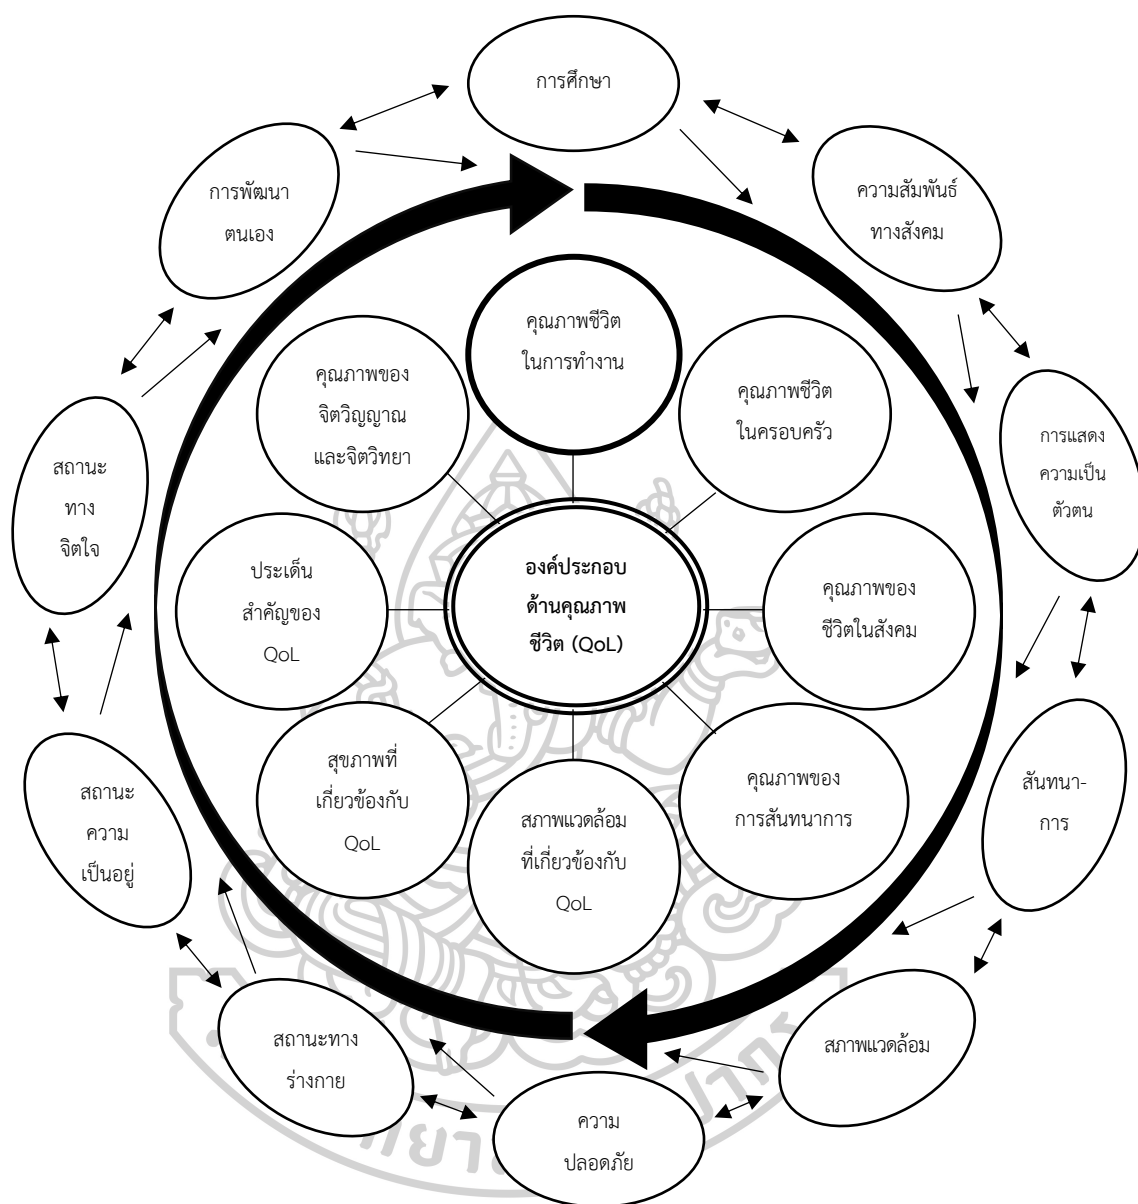 การศึกษา
ความสัมพันธ์
ทางสังคม
การแสดง
ความเป็น
ตัวตน
สันทนา-
การ
สภาพแวดล้อม
ความ
ปลอดภัย
สถานะทาง
ร่างกาย
สถานะ
ความ
เป็นอยู่
สถานะ
ทาง
จิตใจ
การพัฒนา
ตนเอง
คุณภาพชีวิต
ในการทำงาน
คุณภาพชีวิต
ในครอบครัว
คุณภาพของ
ชีวิตในสังคม
คุณภาพของ
การสันทนาการ
สภาพแวดล้อม
ที่เกี่ยวข้องกับ
QoL
สุขภาพที่
เกี่ยวข้องกับ
QoL
ประเด็น
สำคัญของ
QoL
คุณภาพของ
จิตวิญญาณ
และจิตวิทยา
องค์ประกอบ
ด้านคุณภาพ
ชีวิต (QoL)